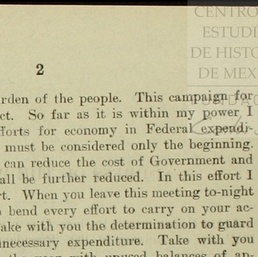 CENTRO
ESTUDI
DE HISTO
DE MEX
2
rden of the people. This campaign for
ct. So far as it is within my power I
fforts for economy in Federal expendi-
must be considered only the beginning.
can reduce the cost of Government and
all be further reduced. In this effort I
rt. When you leave this meeting to-night
bend every effort to carry on your ac-
ake with you the determination to guard
nnecessary expenditure. Take with you